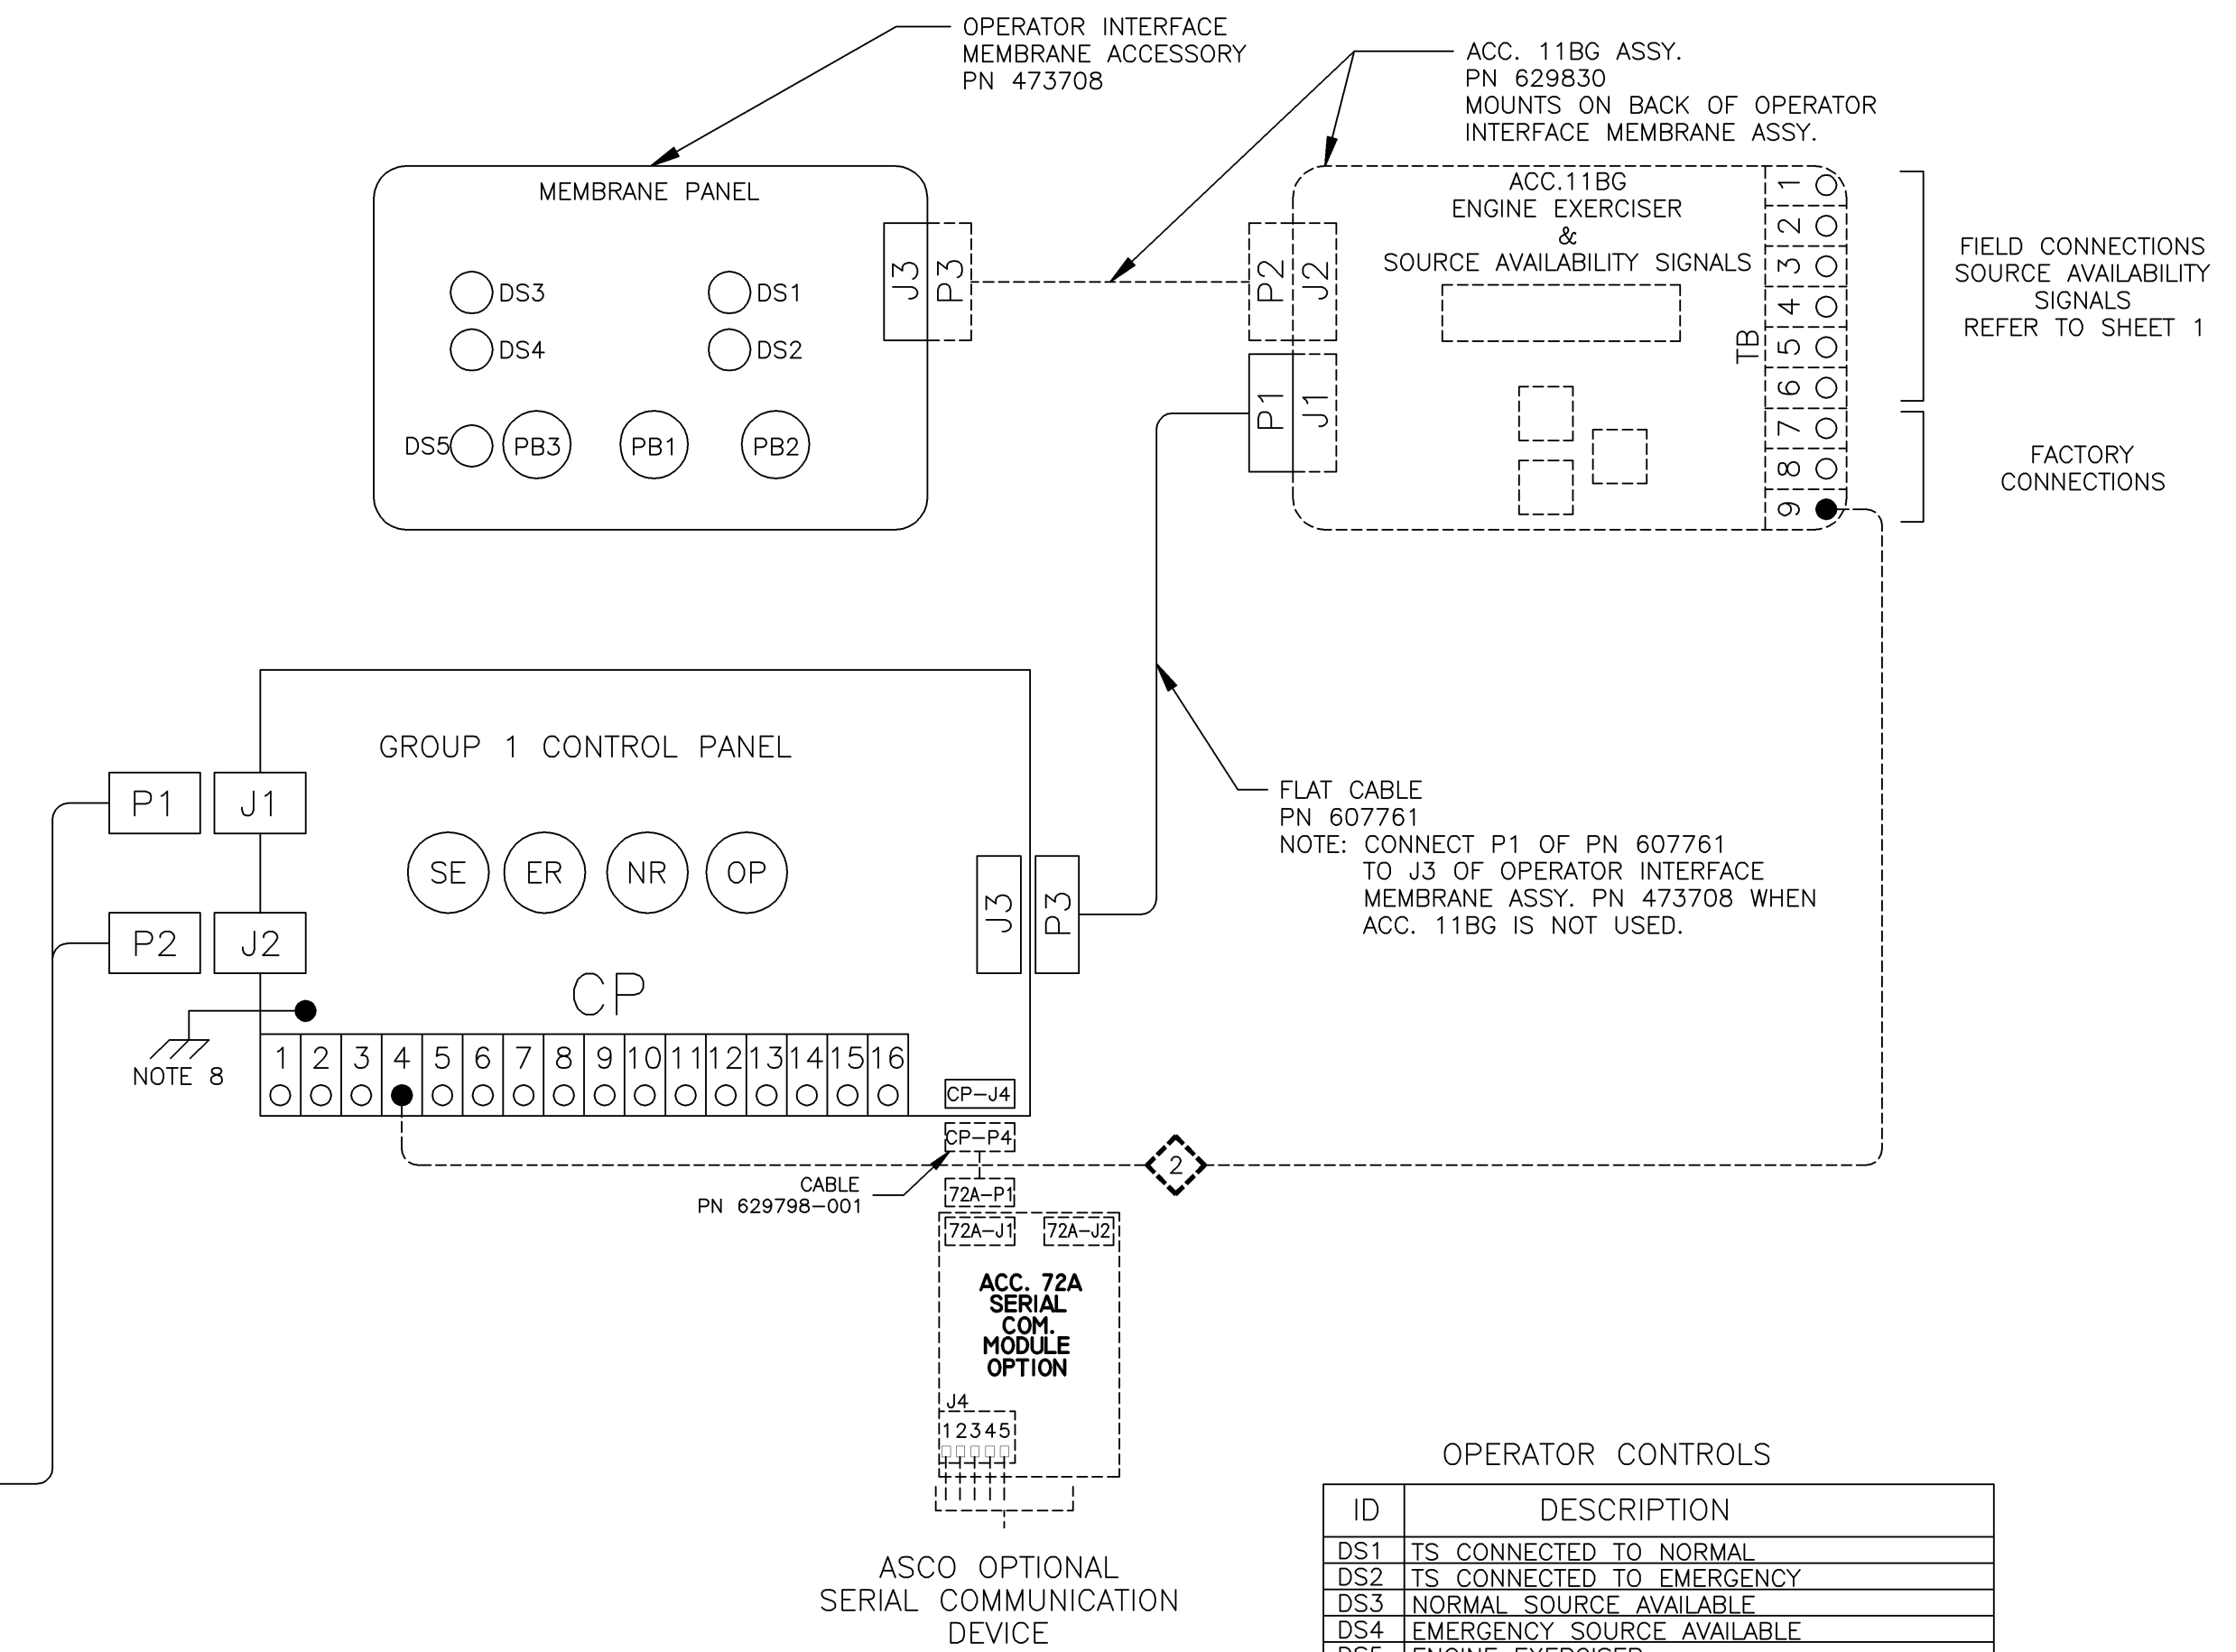 OPERATOR INTERFACE
MEMBRANE ACCESSORY
PN 473708
ACC. 11BG ASSY.
PN 629830
MOUNTS ON BACK OF OPERATOR
INTERFACE MEMBRANE ASSY.
MEMBRANE PANEL
DS3
DS1
DS4
DS2
DS5
PB3
PB1
PB2
J3
P3
P2
J2
P1
J1
ACC.11BG
ENGINE EXERCISER
&
SOURCE AVAILABILITY SIGNALS
TB
1
2
3
4
5
6
7
8
9
FIELD CONNECTIONS
SOURCE AVAILABILITY
SIGNALS
REFER TO SHEET 1
FACTORY
CONNECTIONS
GROUP 1 CONTROL PANEL
P1
J1
SE
ER
NR
OP
P2
J2
J3
P3
CP
NOTE 8
1 2 3 4 5 6 7 8 9 10 11 12 13 14 15 16
FLAT CABLE
PN 607761
NOTE: CONNECT P1 OF PN 607761
TO J3 OF OPERATOR INTERFACE
MEMBRANE ASSY. PN 473708 WHEN
ACC. 11BG IS NOT USED.
CP-J4
CP-P4
2
CABLE
PN 629798-001
72A-P1
72A-J1
72A-J2
ACC. 72A
SERIAL
COM.
MODULE
OPTION
J4
12345
ASCO OPTIONAL
SERIAL COMMUNICATION
DEVICE
OPERATOR CONTROLS
ID DESCRIPTION
DS1 TS CONNECTED TO NORMAL
DS2 TS CONNECTED TO EMERGENCY
DS3 NORMAL SOURCE AVAILABLE
DS4 EMERGENCY SOURCE AVAILABLE
DS5 ENGINE EXERCISER